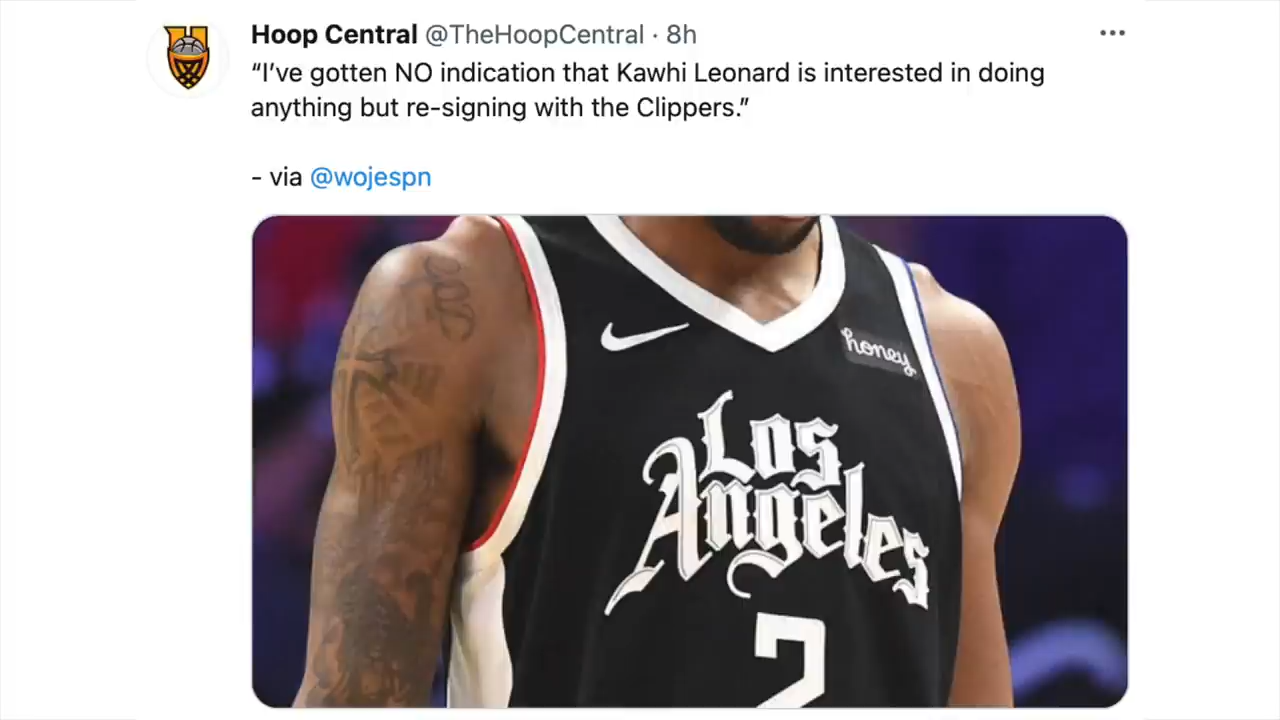 Hoop Central @TheHoopCentral · 8h
“I’ve gotten NO indication that Kawhi Leonard is interested in doing
anything but re-signing with the Clippers.”
- via @wojespn
honey
Los
Angeles
2